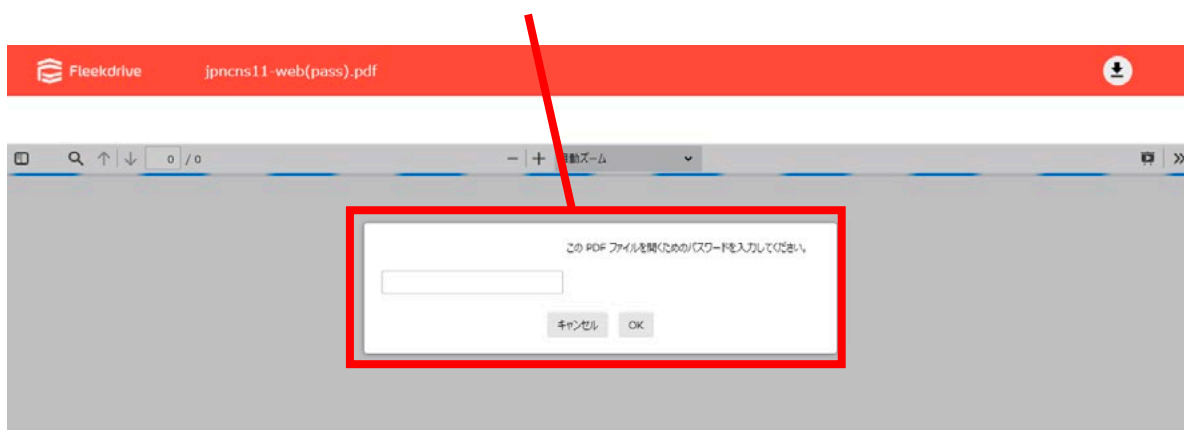 Fleekdrive
jpncns11-web(pass).pdf
0 / 0
自動ズーム
この PDF ファイルを開くためのパスワードを入力してください。
キャンセル
OK